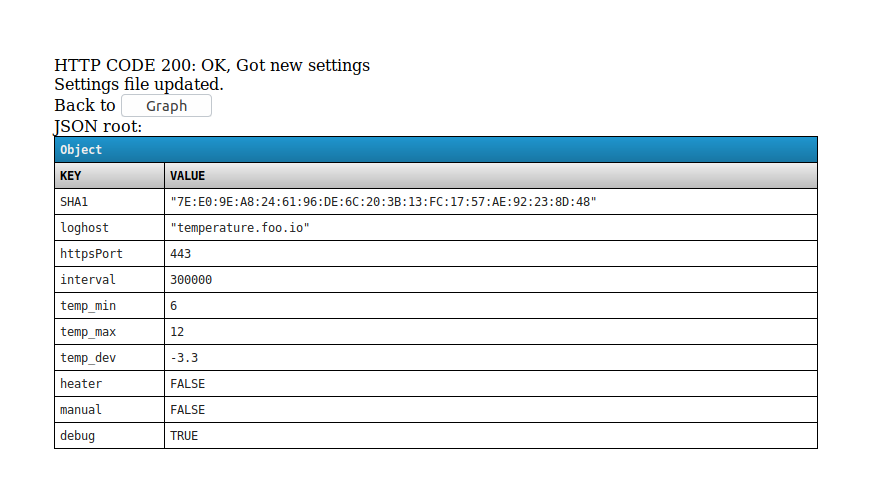 HTTP CODE 200: OK, Got new settings
Settings file updated.
Back to Graph
JSON root:
Object
KEY VALUE
SHA1 "7E:E0:9E:A8:24:61:96:DE:6C:20:3B:13:FC:17:57:AE:92:23:8D:48"
loghost "temperature.foo.io"
httpsPort 443
interval 300000
temp_min 6
temp_max 12
temp_dev -3.3
heater FALSE
manual FALSE
debug TRUE